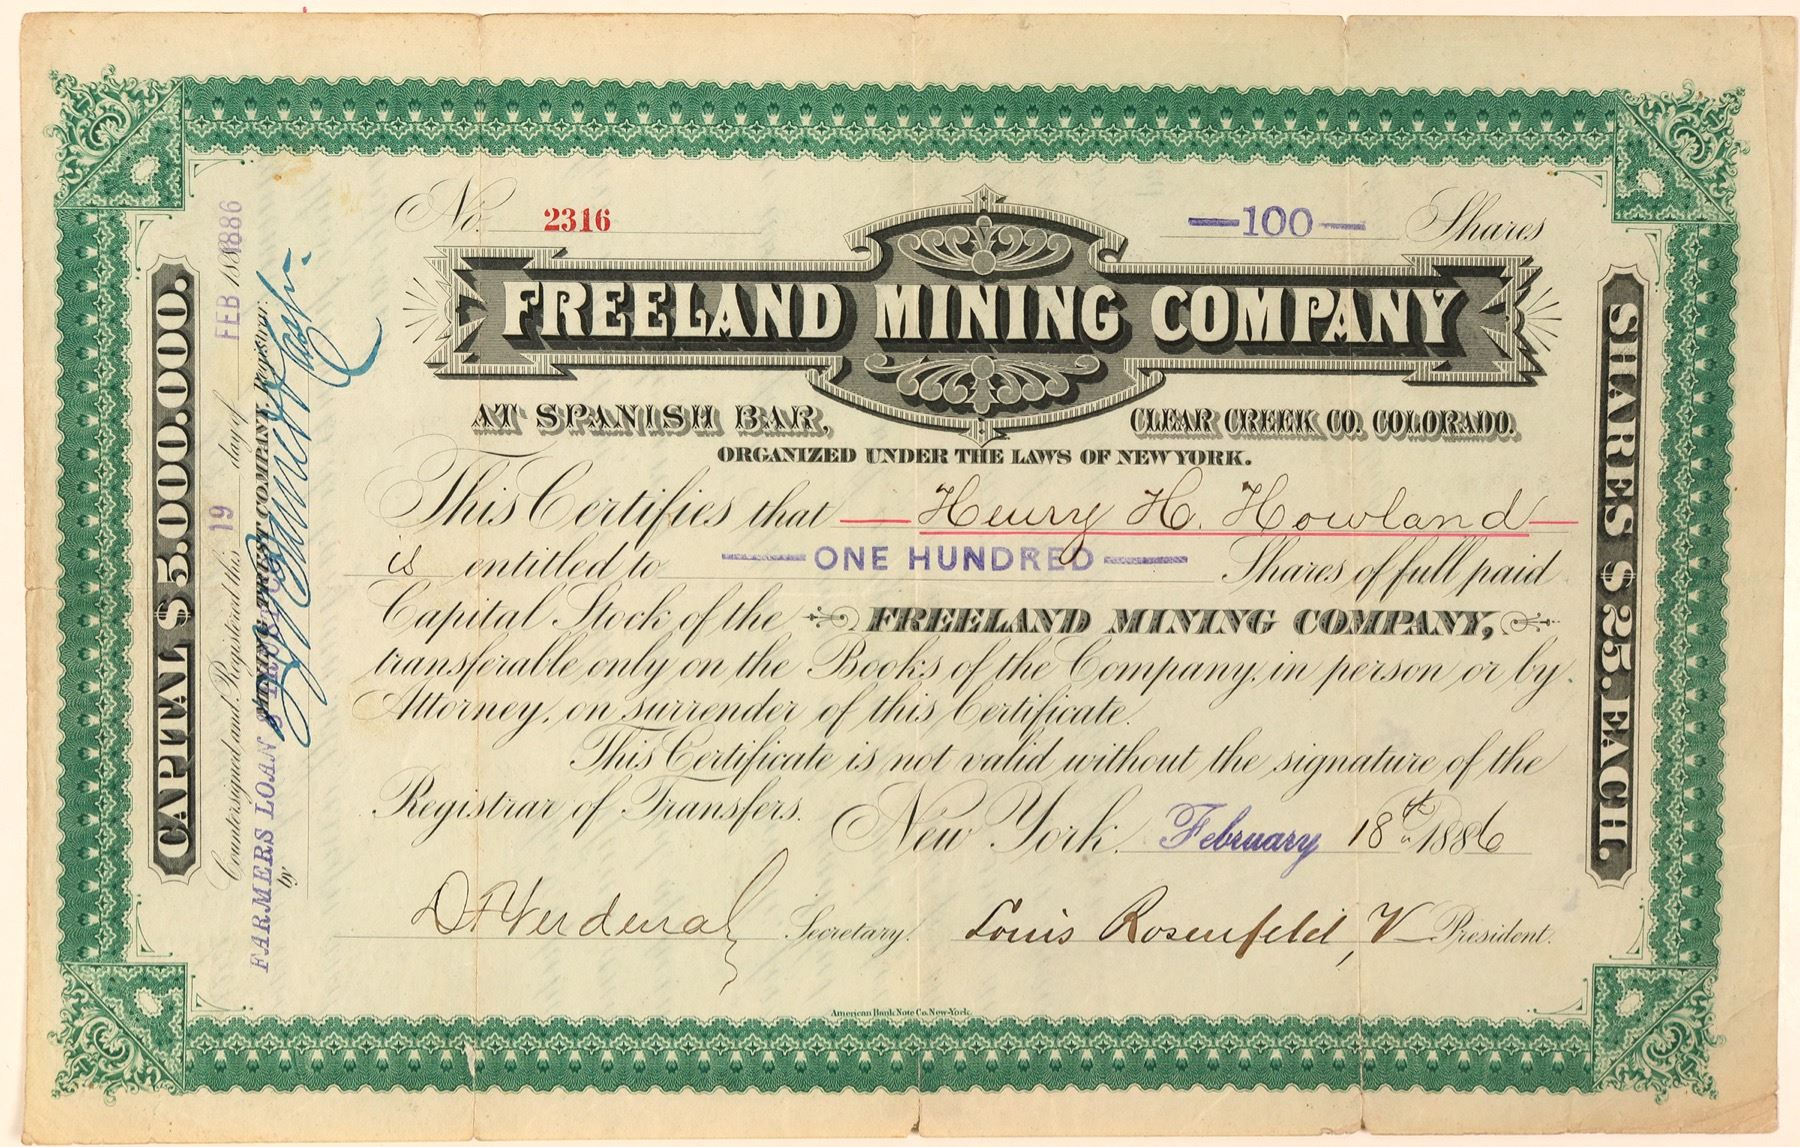 No. 2316
—100— Shares
FREELAND MINING COMPANY
AT SPANISH BAR, CLEAR CREEK CO. COLORADO.
ORGANIZED UNDER THE LAWS OF NEW YORK.
This Certifies that — Henry H. Howland —
is entitled to — ONE HUNDRED — Shares of full paid
Capital Stock of the FREELAND MINING COMPANY,
transferable only on the Books of the Company, in person or by
Attorney, on surrender of this Certificate.
This Certificate is not valid without the signature of the
Registrar of Transfers.
New York, February 18th 1886
Secretary. Louis Rosenfeld, V President.
American Bank Note Co. New-York.
CAPITAL $5.000.000.
Countersigned and Registered this 19 day of FEB 1886
FARMERS LOAN & TRUST CO
TRUST COMPANY, Registrar:
by
SHARES $25. EACH.